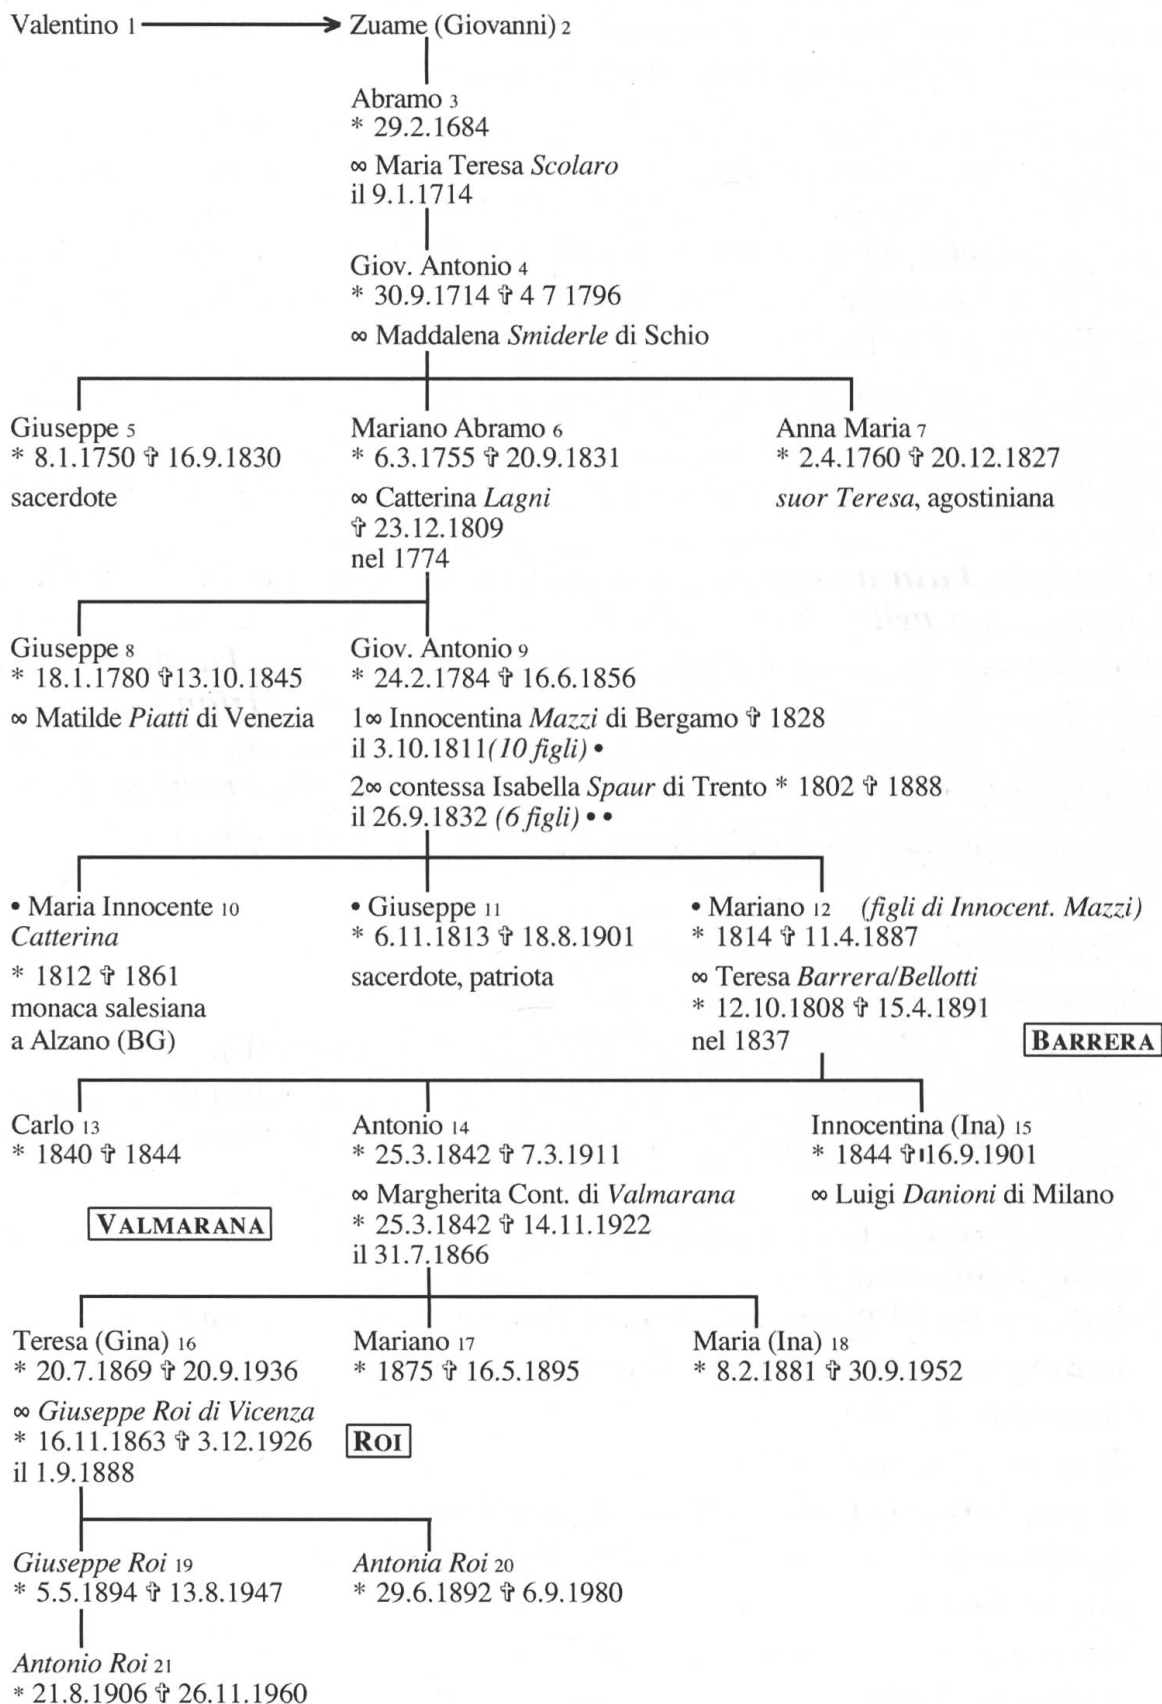 Valentino 1
Zuame (Giovanni) 2
Abramo 3
* 29.2.1684
∞ Maria Teresa Scolaro
il 9.1.1714
Giov. Antonio 4
* 30.9.1714 ✞ 4 7 1796
∞ Maddalena Smiderle di Schio
Giuseppe 5
* 8.1.1750 ✞ 16.9.1830
sacerdote
Mariano Abramo 6
* 6.3.1755 ✞ 20.9.1831
∞ Catterina Lagni
✞ 23.12.1809
nel 1774
Anna Maria 7
* 2.4.1760 ✞ 20.12.1827
suor Teresa, agostiniana
Giuseppe 8
* 18.1.1780 ✞13.10.1845
∞ Matilde Piatti di Venezia
Giov. Antonio 9
* 24.2.1784 ✞ 16.6.1856
1∞ Innocentina Mazzi di Bergamo ✞ 1828
il 3.10.1811(10 figli) •
2∞ contessa Isabella Spaur di Trento * 1802 ✞ 1888
il 26.9.1832 (6 figli) • •
• Maria Innocente 10
Catterina
* 1812 ✞ 1861
monaca salesiana
a Alzano (BG)
• Giuseppe 11
* 6.11.1813 ✞ 18.8.1901
sacerdote, patriota
• Mariano 12 (figli di Innocent. Mazzi)
* 1814 ✞ 11.4.1887
∞ Teresa Barrera/Bellotti
* 12.10.1808 ✞ 15.4.1891
nel 1837
BARRERA
Carlo 13
* 1840 ✞ 1844
Antonio 14
* 25.3.1842 ✞ 7.3.1911
∞ Margherita Cont. di Valmarana
* 25.3.1842 ✞ 14.11.1922
il 31.7.1866
VALMARANA
Innocentina (Ina) 15
* 1844 ✞ 16.9.1901
∞ Luigi Danioni di Milano
Teresa (Gina) 16
* 20.7.1869 ✞ 20.9.1936
∞ Giuseppe Roi di Vicenza
* 16.11.1863 ✞ 3.12.1926
il 1.9.1888
ROI
Mariano 17
* 1875 ✞ 16.5.1895
Maria (Ina) 18
* 8.2.1881 ✞ 30.9.1952
Giuseppe Roi 19
* 5.5.1894 ✞ 13.8.1947
Antonia Roi 20
* 29.6.1892 ✞ 6.9.1980
Antonio Roi 21
* 21.8.1906 ✞ 26.11.1960